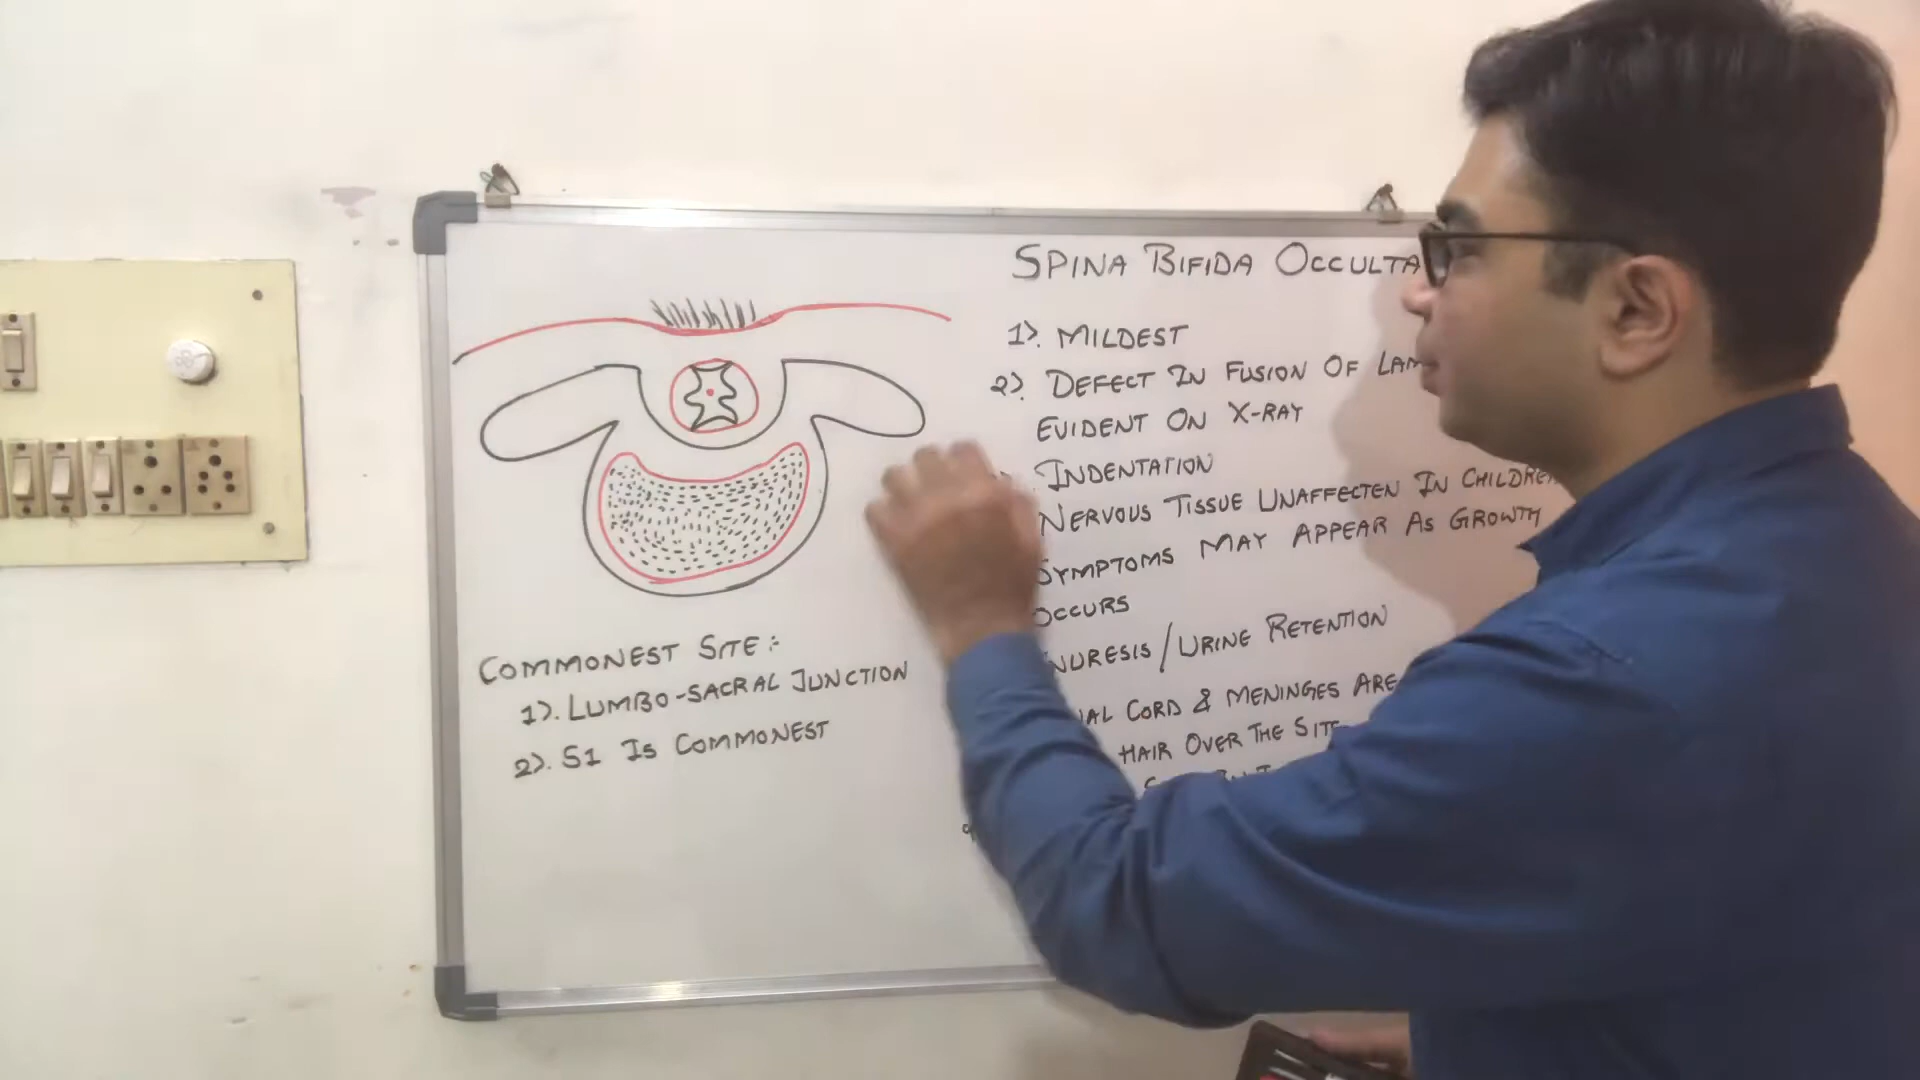 SPINA BIFIDA OCCULTA
1). MILDEST
2). DEFECT IN FUSION OF
EVIDENT ON X-RAY
INDENTATION
NERVOUS TISSUE UNAFFECTEN IN CHILDREN
SYMPTOMS MAY APPEAR AS GROWTH
OCCURS
/URINE RETENTION
CORD & MENINGES ARE
HAIR OVER THE SITE
COMMONEST SITE:-
1). LUMBO-SACRAL JUNCTION
2). S1 IS COMMONEST